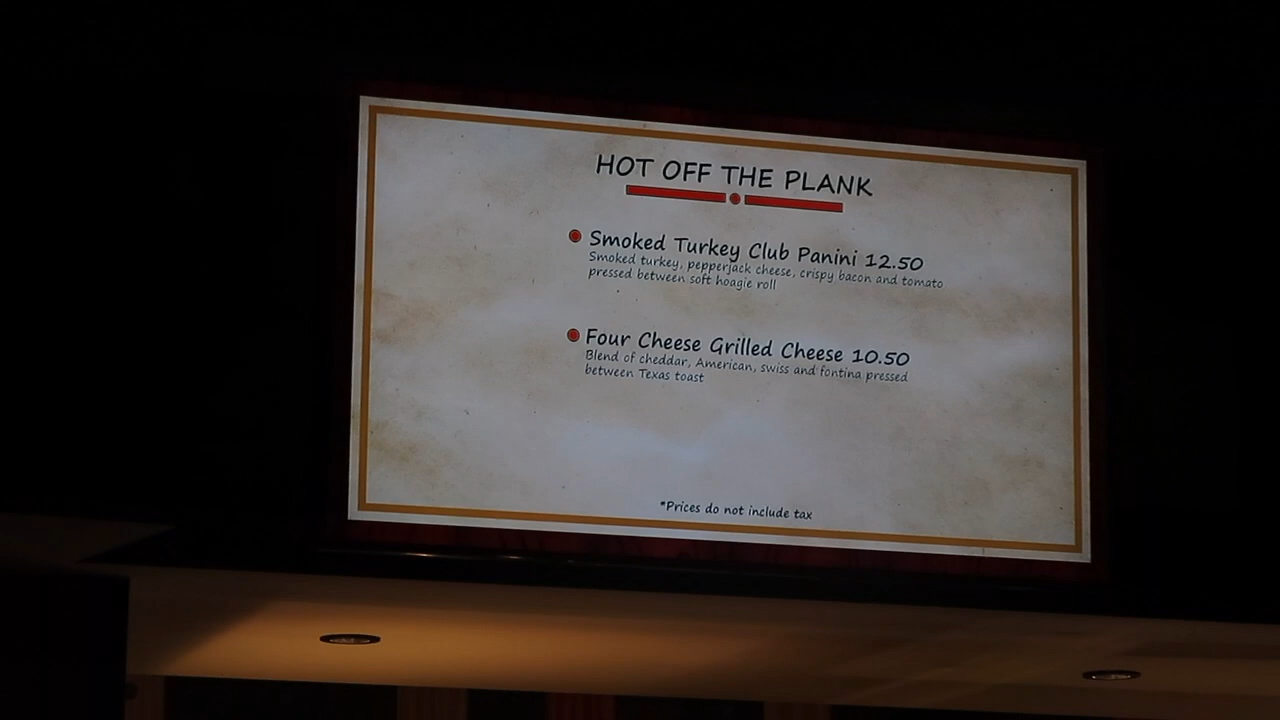 HOT OFF THE PLANK
Smoked Turkey Club Panini 12.50
Smoked turkey, pepperjack cheese, crispy bacon and tomato
pressed between soft hoagie roll
Four Cheese Grilled Cheese 10.50
Blend of cheddar, American, swiss and fontina pressed
between Texas toast
*Prices do not include tax